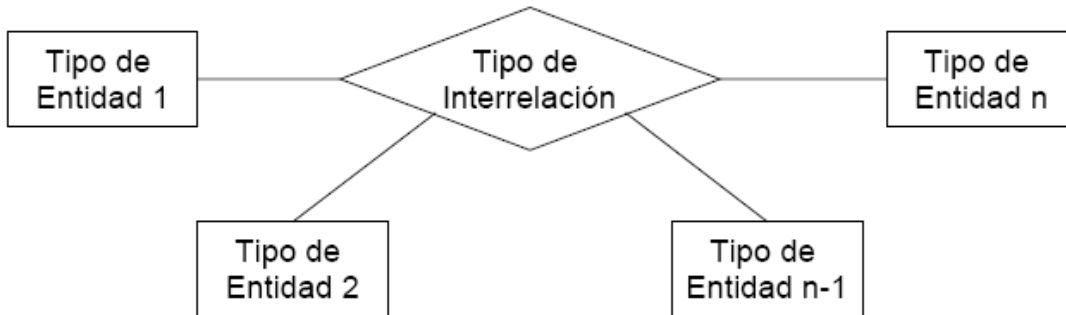 Tipo de
Entidad 1
Tipo de
Interrelación
Tipo de
Entidad n
Tipo de
Entidad 2
Tipo de
Entidad n-1